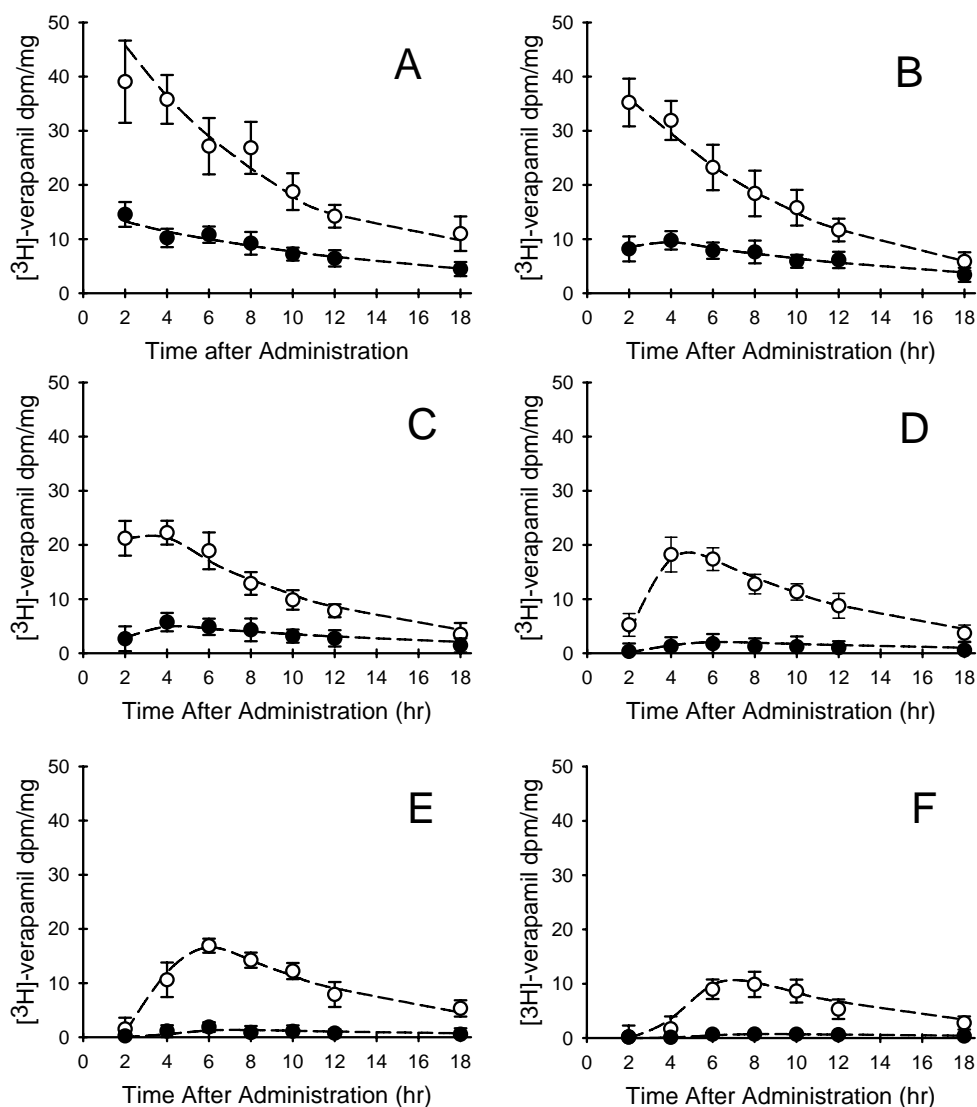 50
40
30
20
10
0
[³H]-verapamil dpm/mg
A
0 2 4 6 8 10 12 14 16 18
Time after Administration
50
40
30
20
10
0
[³H]-verapamil dpm/mg
B
0 2 4 6 8 10 12 14 16 18
Time After Administration (hr)
50
40
30
20
10
0
[³H]-verapamil dpm/mg
C
0 2 4 6 8 10 12 14 16 18
Time After Administration (hr)
50
40
30
20
10
0
[³H]-verapamil dpm/mg
D
0 2 4 6 8 10 12 14 16 18
Time After Administration (hr)
50
40
30
20
10
0
[³H]-verapamil dpm/mg
E
0 2 4 6 8 10 12 14 16 18
Time After Administration (hr)
50
40
30
20
10
0
[3H]-verapamil dpm/mg
F
0 2 4 6 8 10 12 14 16 18
Time After Administration (hr)